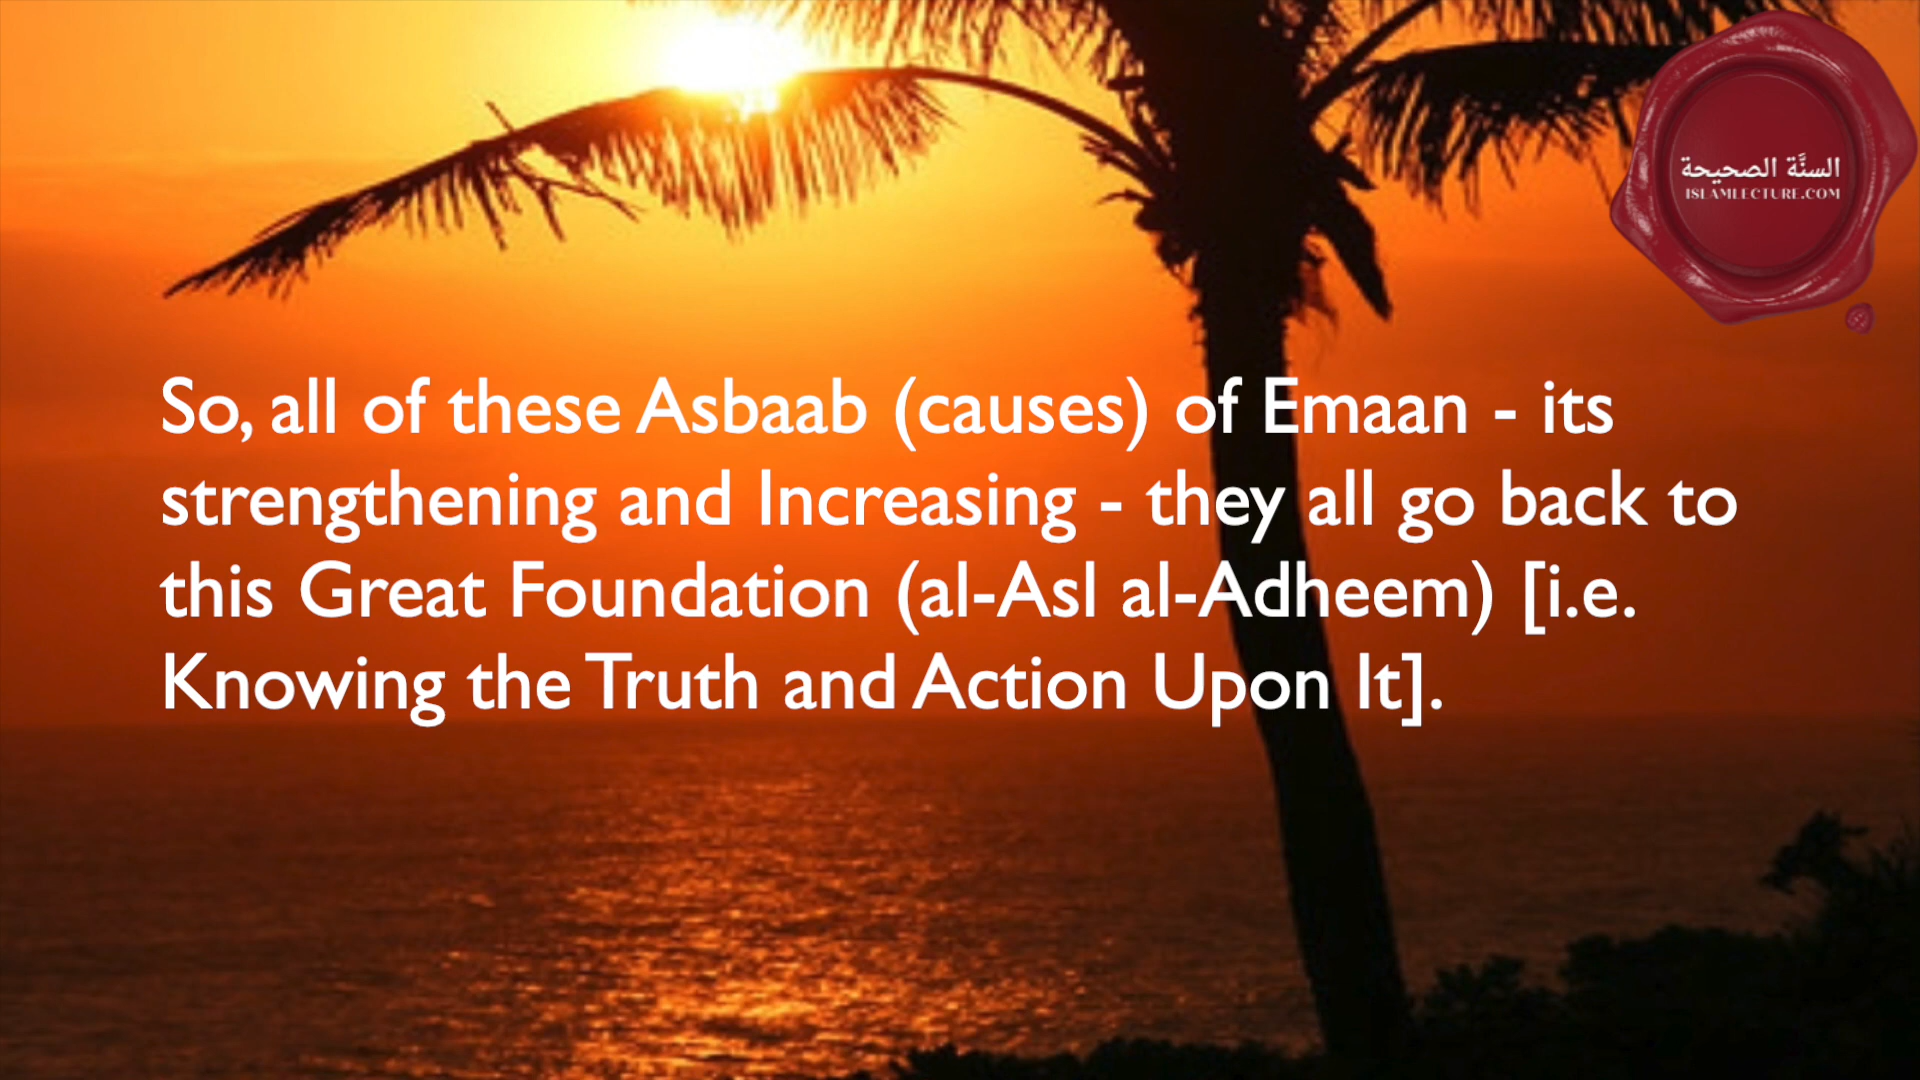 السنَّة الصحيحة
ISLAMLECTURE.COM
So, all of these Asbaab (causes) of Emaan - its
strengthening and Increasing - they all go back to
this Great Foundation (al-Asl al-Adheem) [i.e.
Knowing the Truth and Action Upon It].